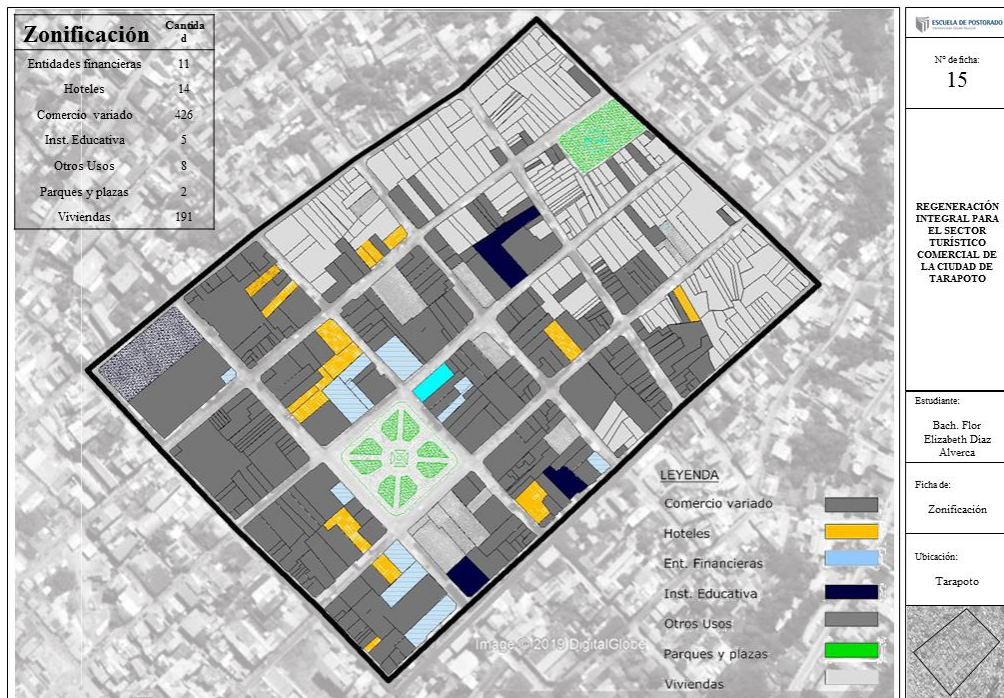 Zonificación
Cantida
d
Entidades financieras 11
Hoteles 14
Comercio variado 426
Inst. Educativa 5
Otros Usos 8
Parques y plazas 2
Viviendas 191
LEYENDA
Comercio variado
Hoteles
Ent. Financieras
Inst. Educativa
Otros Usos
Parques y plazas
Viviendas
Image © 2019 DigitalGlobe
ESCUELA DE POSTGRADO
N° de ficha:
15
REGENERACIÓN
INTEGRAL PARA
EL SECTOR
TURÍSTICO
COMERCIAL DE
LA CIUDAD DE
TARAPOTO
Estudiante:
Bach. Flor
Elizabeth Diaz
Alverca
Ficha de:
Zonificación
Ubicación:
Tarapoto